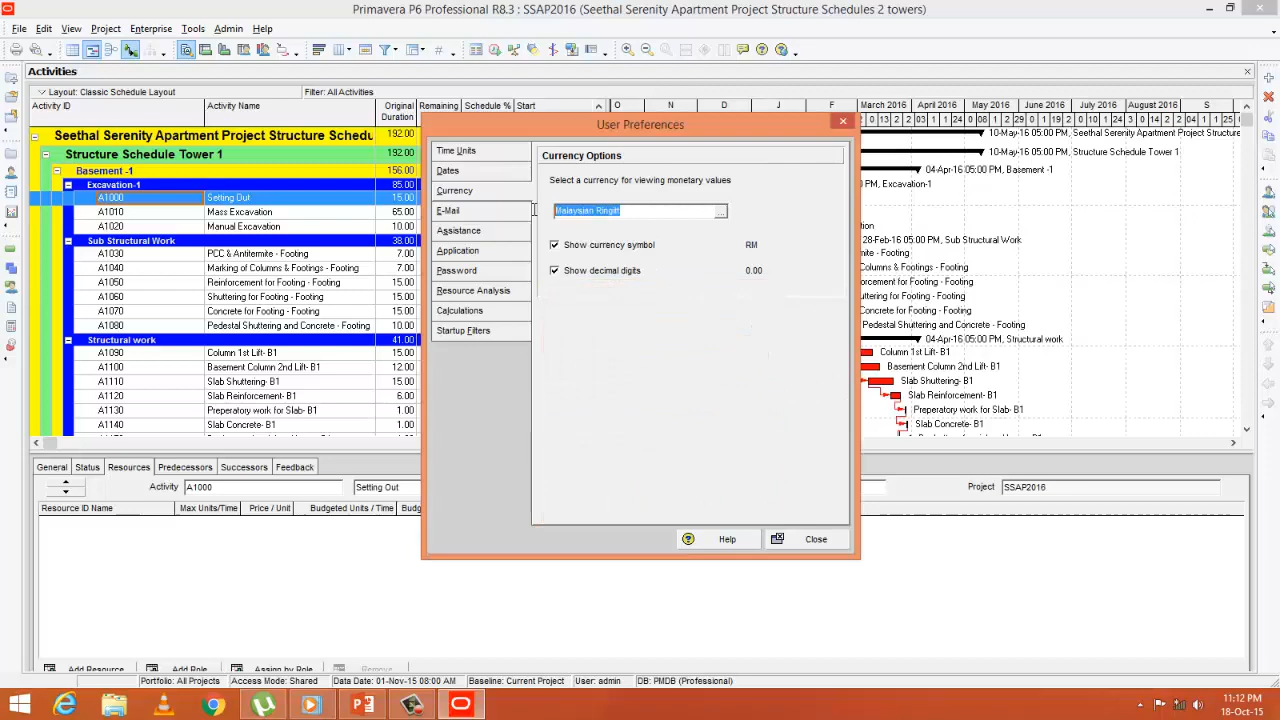 Primavera P6 Professional R8.3 : SSAP2016 (Seethal Serenity Apartment Project Structure Schedules 2 towers)
File Edit View Project Enterprise Tools Admin Help
Activities
Layout: Classic Schedule Layout Filter: All Activities
Activity ID Activity Name Original Duration Remaining Schedule % Start O N D J F March 2016 April 2016 May 2016 June 2016 July 2016 August 2016 S
Seethal Serenity Apartment Project Structure Schedu 192.00 10-May-16 05:00 PM, Seethal Serenity Apartment Project Structure
Structure Schedule Tower 1 192.00 10-May-16 05:00 PM, Structure Schedule Tower 1
Basement -1 156.00 04-Apr-16 05:00 PM, Basement -1
Excavation-1 85.00 PM, Excavation-1
A1000 Setting Out 15.00
A1010 Mass Excavation 65.00
A1020 Manual Excavation 10.00
Sub Structural Work 38.00 28-Feb-16 05:00 PM, Sub Structural Work
A1030 PCC & Antitermite - Footing 7.00
A1040 Marking of Columns & Footings - Footing 7.00 Columns & Footings - Footing
A1050 Reinforcement for Footing - Footing 15.00
A1060 Shuttering for Footing - Footing 15.00
A1070 Concrete for Footing - Footing 15.00
A1080 Pedestal Shuttering and Concrete - Footing 10.00 Pedestal Shuttering and Concrete - Footing
Structural work 41.00 04-Apr-16 05:00 PM, Structural work
A1090 Column 1st Lift- B1 15.00 Column 1st Lift- B1
A1100 Basement Column 2nd Lift- B1 12.00 Basement Column 2nd Lift- B1
A1110 Slab Shuttering- B1 15.00 Slab Shuttering- B1
A1120 Slab Reinforcement- B1 6.00 Slab Reinforcement- B1
A1130 Preperatory work for Slab- B1 1.00 Preperatory work for Slab- B1
A1140 Slab Concrete- B1 1.00 Slab Concrete- B1
User Preferences
Time Units
Dates
Currency
E-Mail
Assistance
Application
Password
Resource Analysis
Calculations
Startup Filters
Currency Options
Select a currency for viewing monetary values
Malaysian Ringitt ...
Show currency symbol RM
Show decimal digits 0.00
Help Close
General Status Resources Predecessors Successors Feedback
Activity A1000 Setting Out Project SSAP2016
Resource ID Name Max Units/Time Price / Unit Budgeted Units / Time Budg
Add Resource Add Role Assign by Role Remove
Portfolio: All Projects Access Mode: Shared Data Date: 01-Nov-15 08:00 AM Baseline: Current Project User: admin DB: PMDB (Professional)
11:12 PM
18-Oct-15